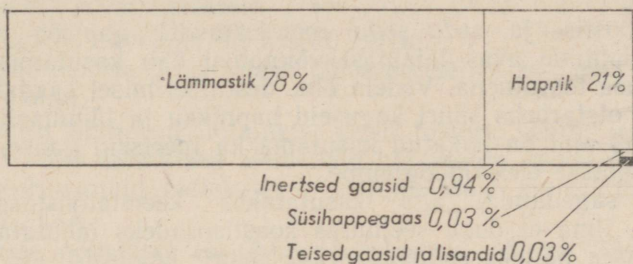 Lämmastik 78%
Hapnik 21%
Inertsed gaasid 0,94%
Süsihappegaas 0,03%
Teised gaasid ja lisandid 0,03%